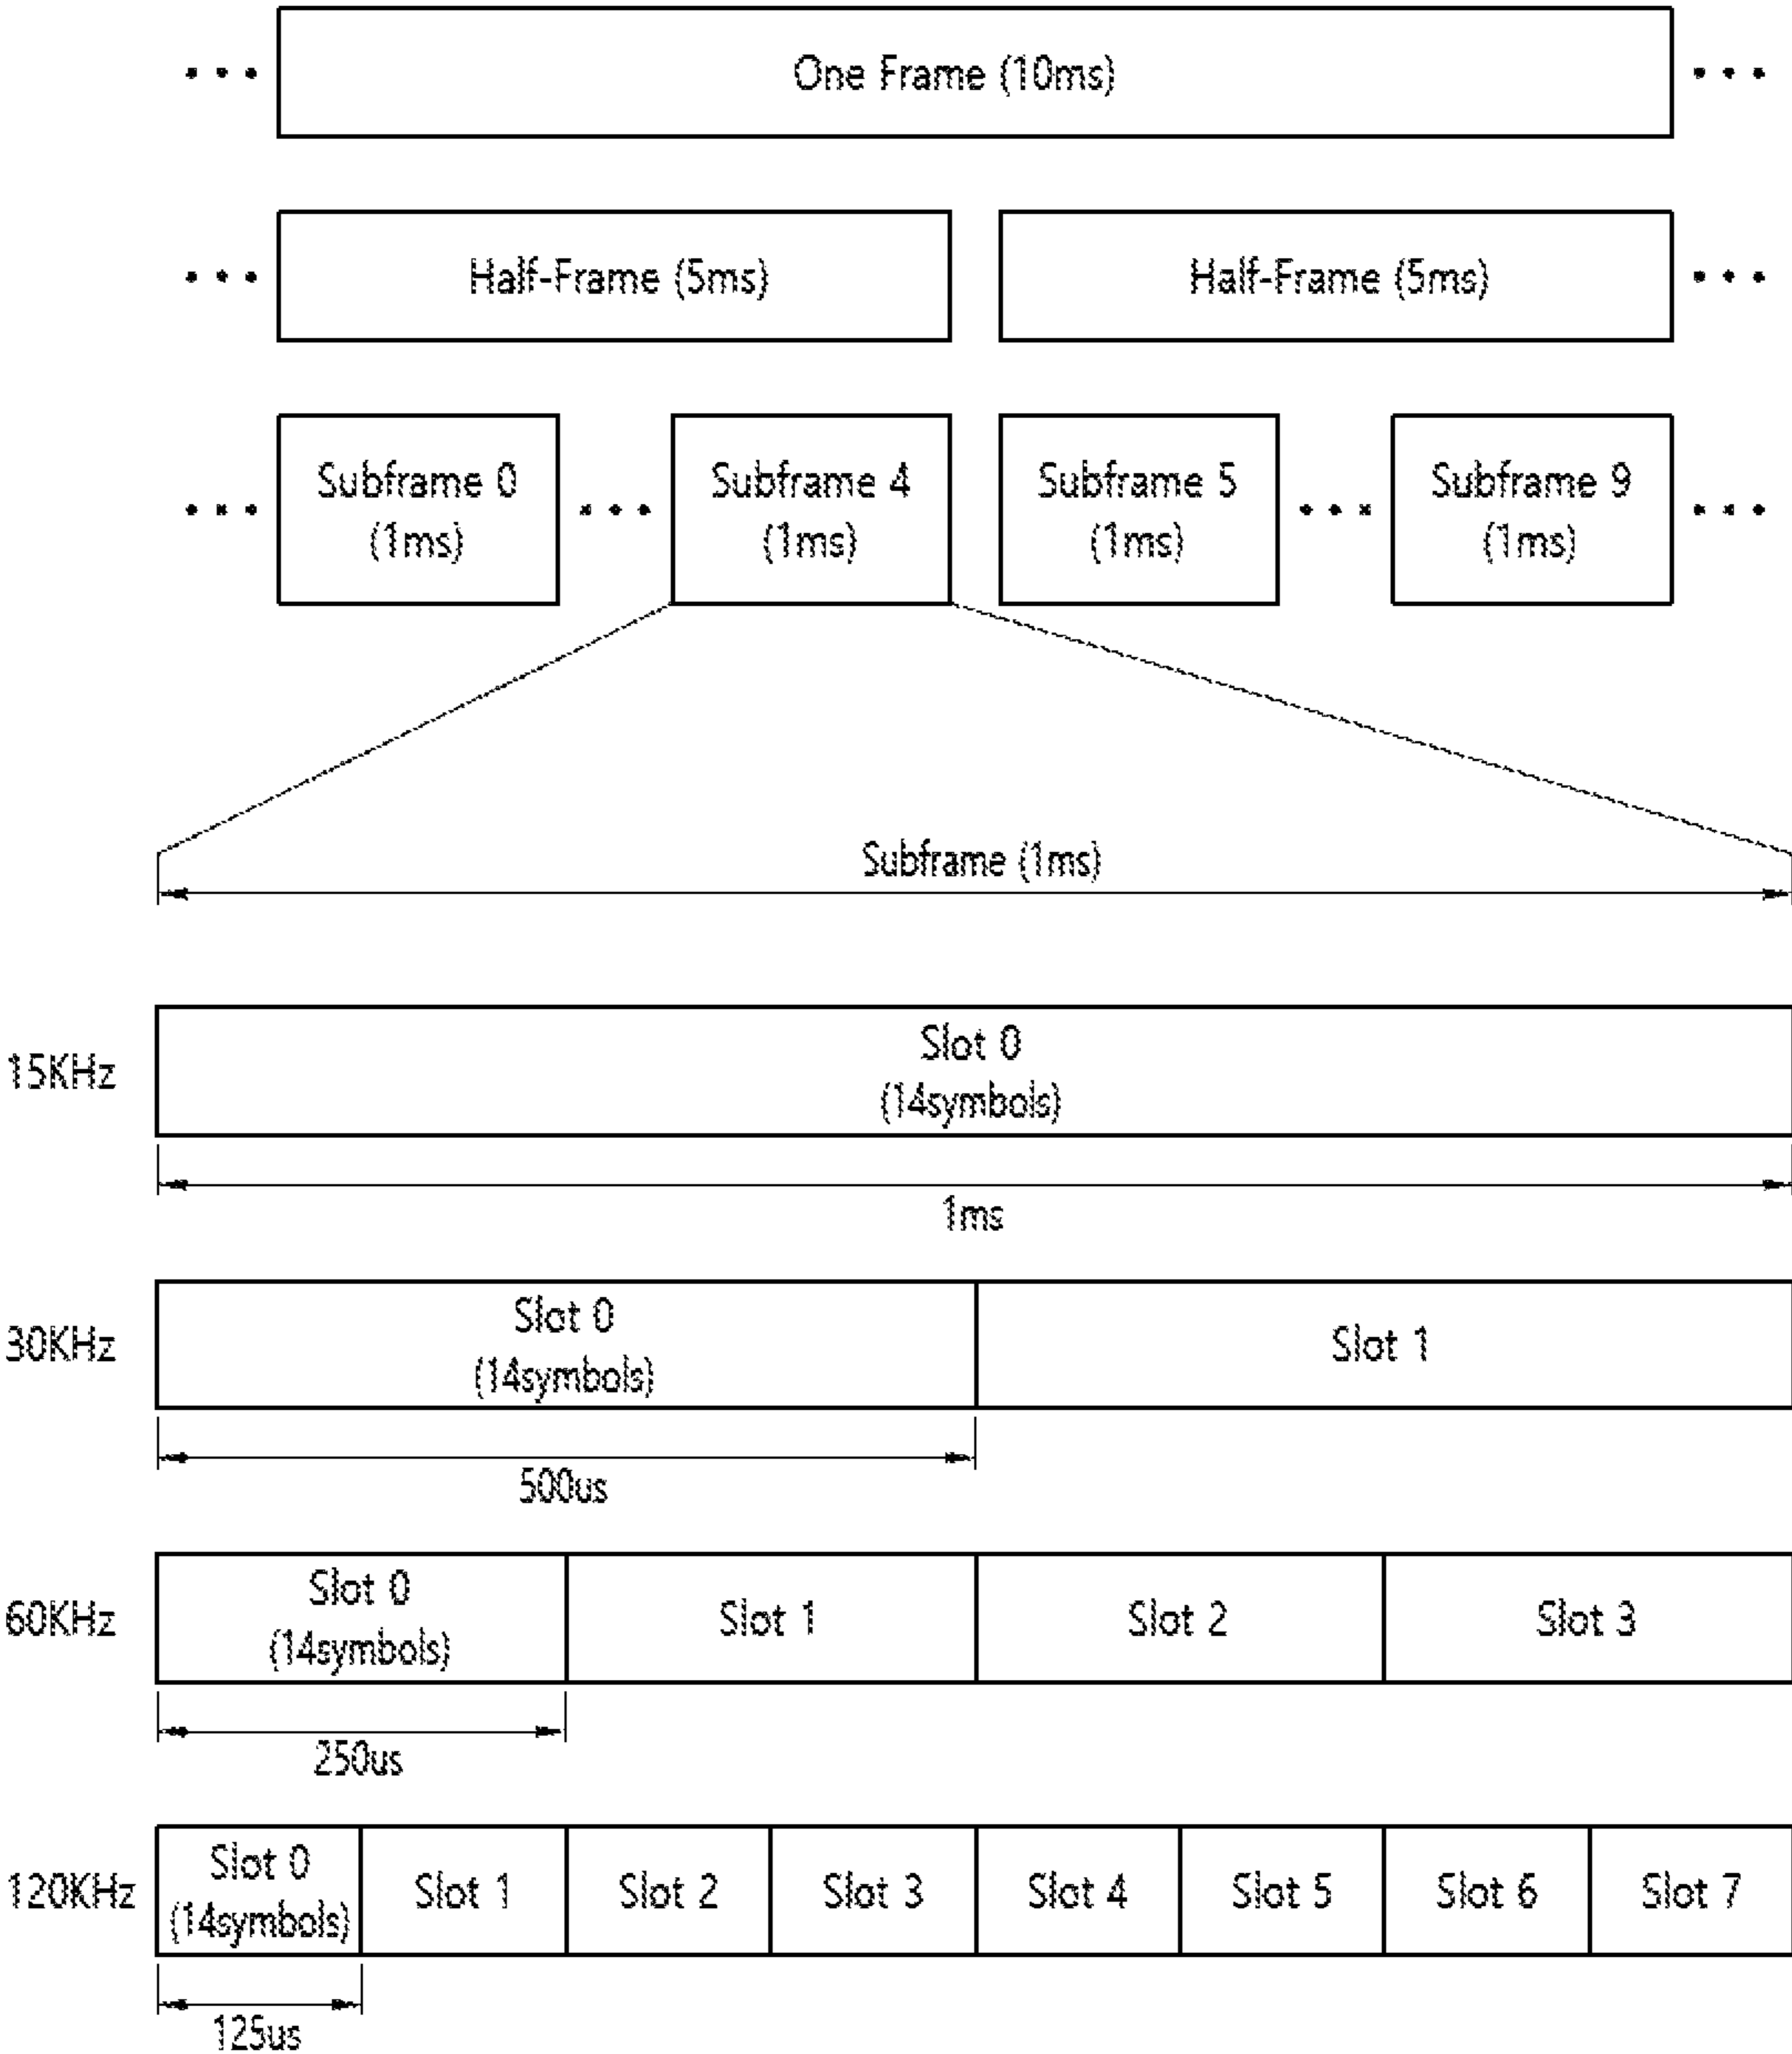 One Frame (10ms)
Half-Frame (5ms) Half-Frame (5ms)
Subframe 0 Subframe 4 Subframe 5 Subframe 9
(1ms) (1ms) (1ms) (1ms)
Subframe (1ms)
15KHz
Slot 0
(14symbols)
1ms
30KHz
Slot 0
(14symbols)
Slot 1
500us
60KHz
Slot 0
(14symbols)
Slot 1 Slot 2 Slot 3
250us
120KHz
Slot 0
(14symbols)
Slot 1 Slot 2 Slot 3 Slot 4 Slot 5 Slot 6 Slot 7
125us